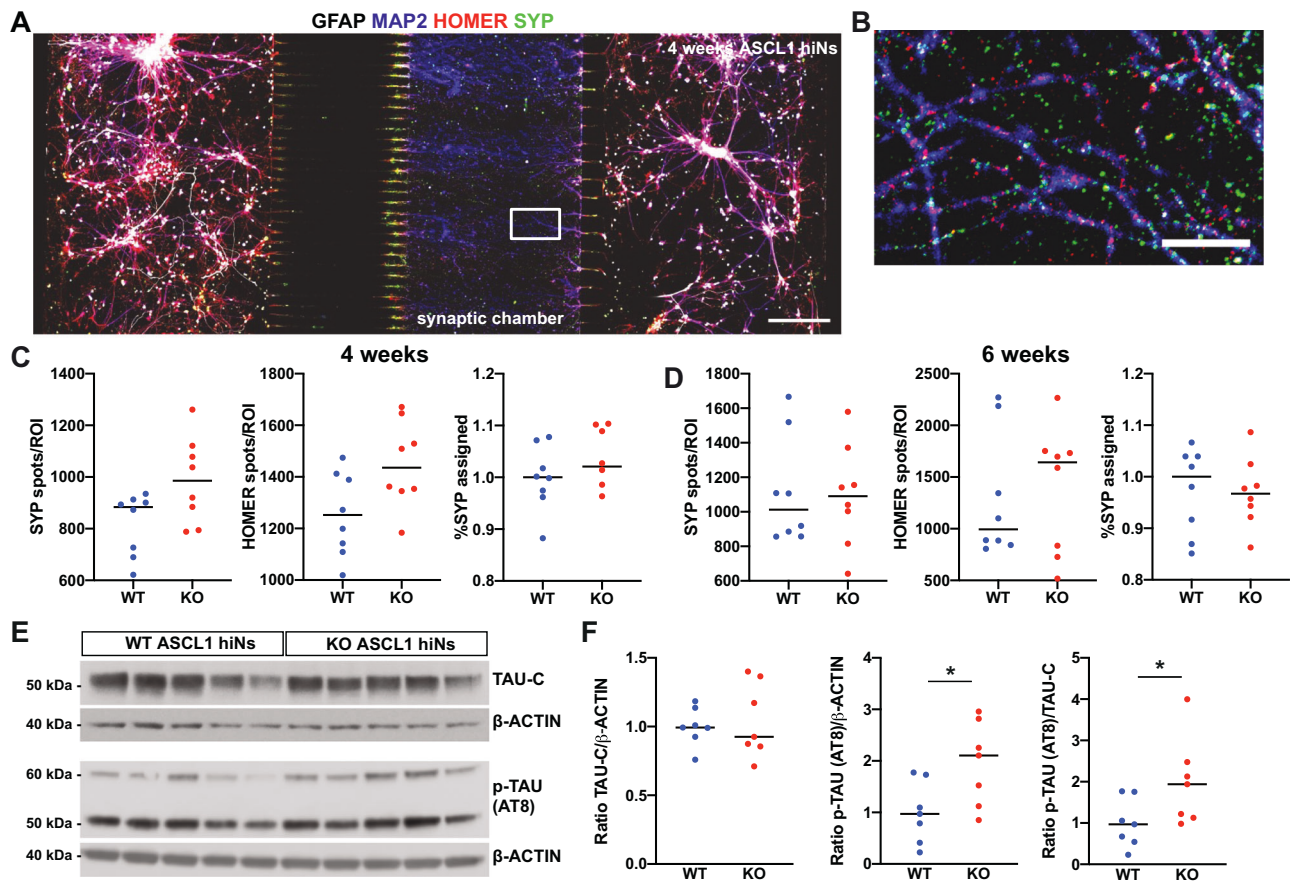 A
GFAP MAP2 HOMER SYP
4 weeks ASCL1 hiNs
synaptic chamber
B
C
4 weeks
SYP spots/ROI
1400
1200
1000
800
600
WT
KO
HOMER spots/ROI
1800
1600
1400
1200
1000
WT
KO
%SYP assigned
1.2
1.1
1.0
0.9
0.8
WT
KO
D
6 weeks
SYP spots/ROI
1800
1600
1400
1200
1000
800
600
WT
KO
HOMER spots/ROI
2500
2000
1500
1000
500
WT
KO
%SYP assigned
1.2
1.1
1.0
0.9
0.8
WT
KO
E
WT ASCL1 hiNs
KO ASCL1 hiNs
50 kDa -
TAU-C
40 kDa -
β-ACTIN
60 kDa -
p-TAU
(AT8)
50 kDa -
40 kDa -
β-ACTIN
F
Ratio TAU-C/β-ACTIN
1.5
1.0
0.5
0.0
WT
KO
Ratio p-TAU (AT8)/β-ACTIN
4
3
2
1
0
*
WT
KO
Ratio p-TAU (AT8)/TAU-C
5
4
3
2
1
0
*
WT
KO